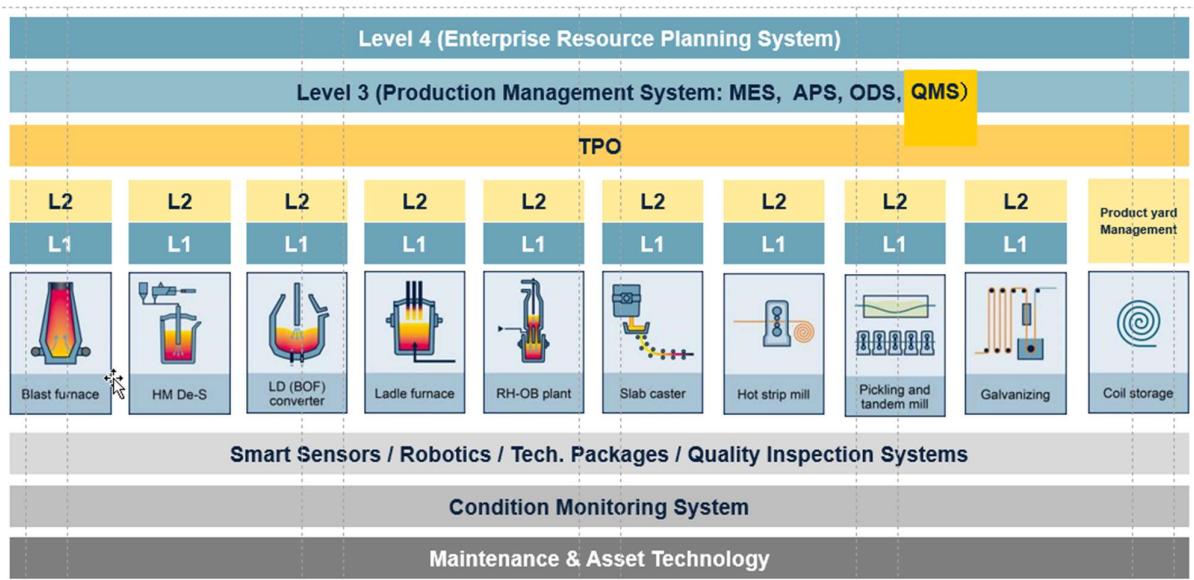 Level 4 (Enterprise Resource Planning System)
Level 3 (Production Management System: MES, APS, ODS, QMS）
TPO
L2 L2 L2 L2 L2 L2 L2 L2 L2
Product yard
Management
L1 L1 L1 L1 L1 L1 L1 L1 L1
Blast furnace
HM De-S
LD (BOF)
converter
Ladle furnace
RH-OB plant
Slab caster
Hot strip mill
Pickling and
tandem mill
Galvanizing
Coil storage
Smart Sensors / Robotics / Tech. Packages / Quality Inspection Systems
Condition Monitoring System
Maintenance & Asset Technology